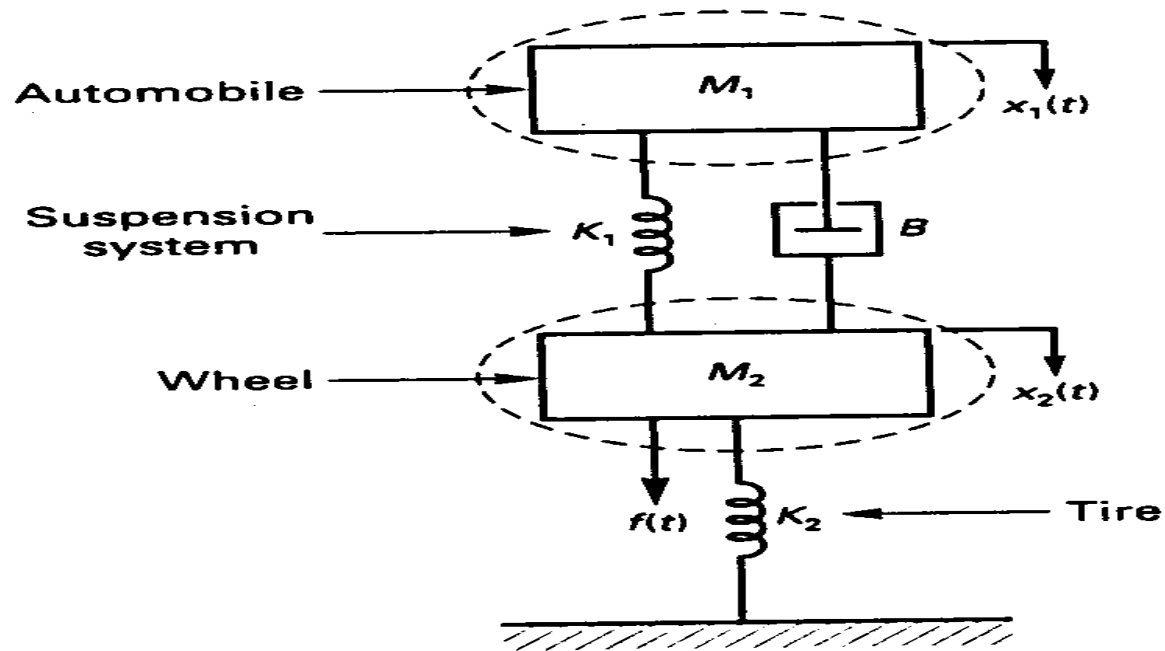 Automobile
M₁
x₁(t)
Suspension
system
K₁
B
Wheel
M₂
x₂(t)
f(t)
K₂
Tire